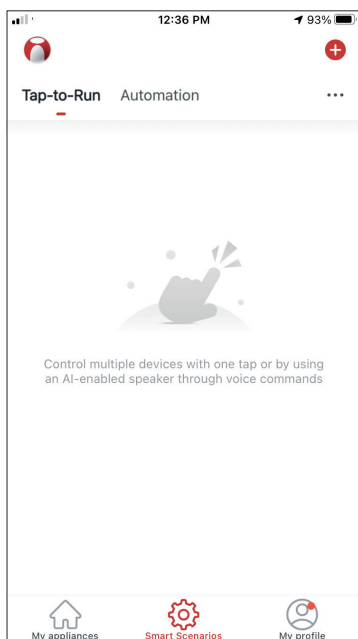 12:36 PM
93%
Tap-to-Run Automation
Control multiple devices with one tap or by using
an AI-enabled speaker through voice commands
My appliances Smart Scenarios My profile